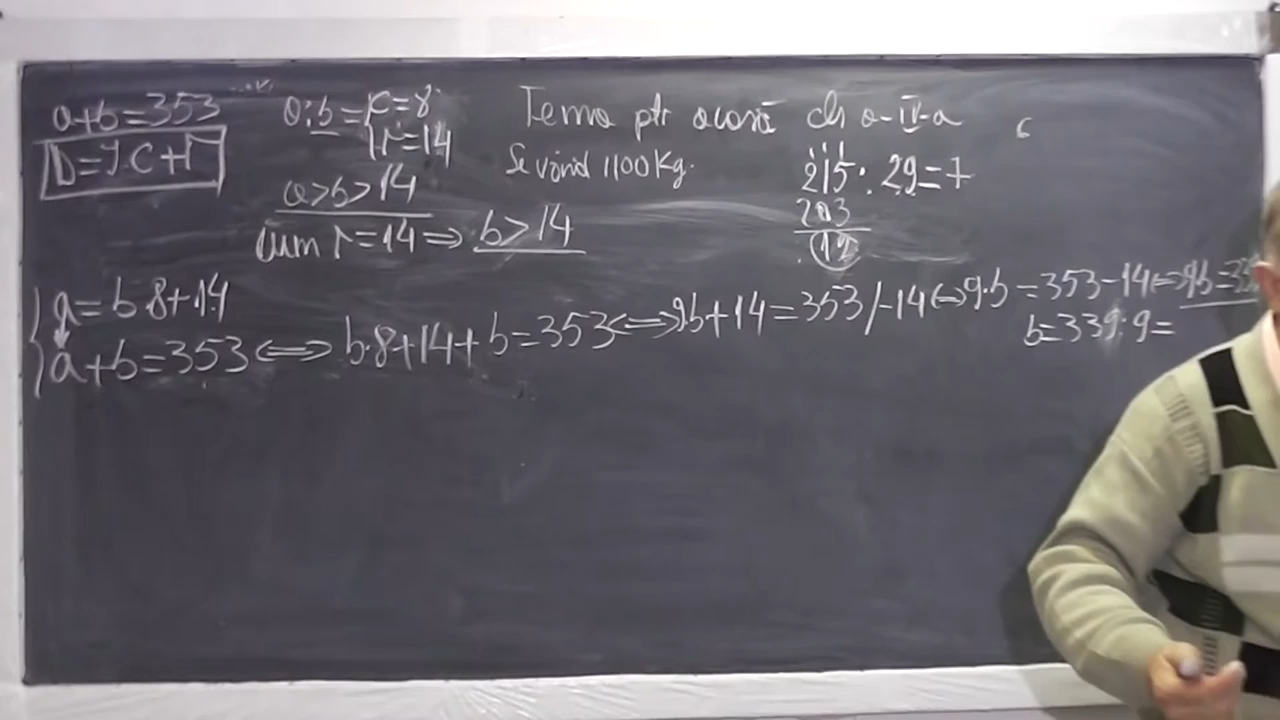 a+b=353
D=Î·C+r
a:b= c=8
r=14
a>b>14
cum r=14 ⇒ b>14
Tema ptr acasă cls a-IV-a
Se vând 1100 Kg.
215:29=7
203
12
a=b·8+14
a+b=353 ⇔ b·8+14+b=353 ⇔ 9b+14=353/-14 ⇔ 9·b=353-14 ⇔ 9b=339
b=339:9=